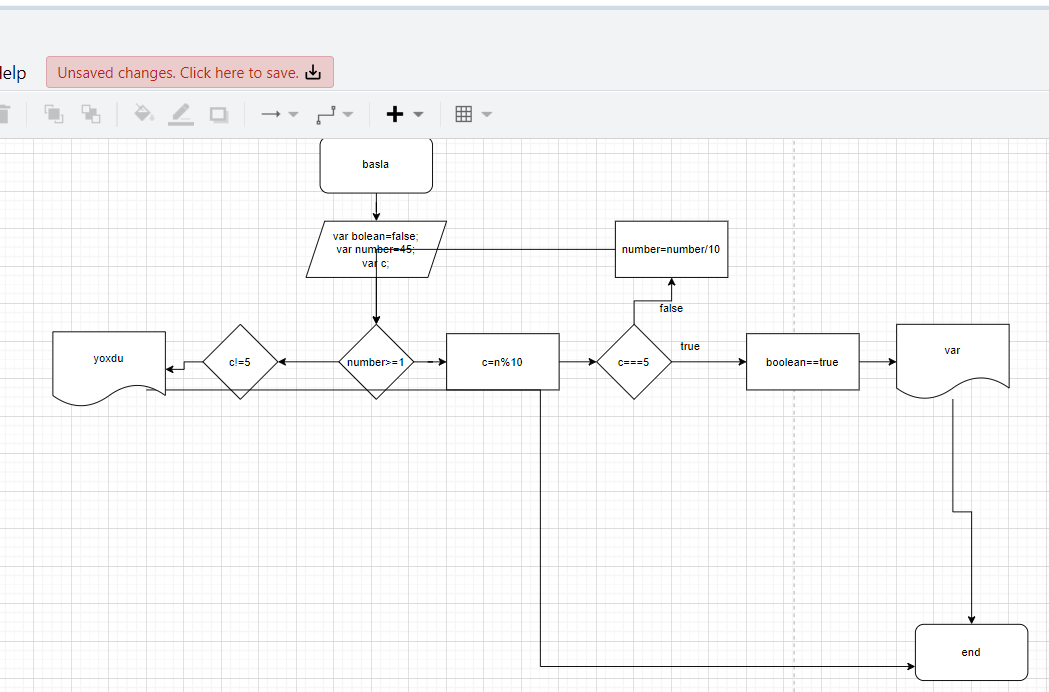 Help
Unsaved changes. Click here to save.
basla
var bolean=false;
var number=45;
var c;
number=number/10
false
yoxdu
c!=5
number>=1
c=n%10
c===5
true
boolean==true
var
end